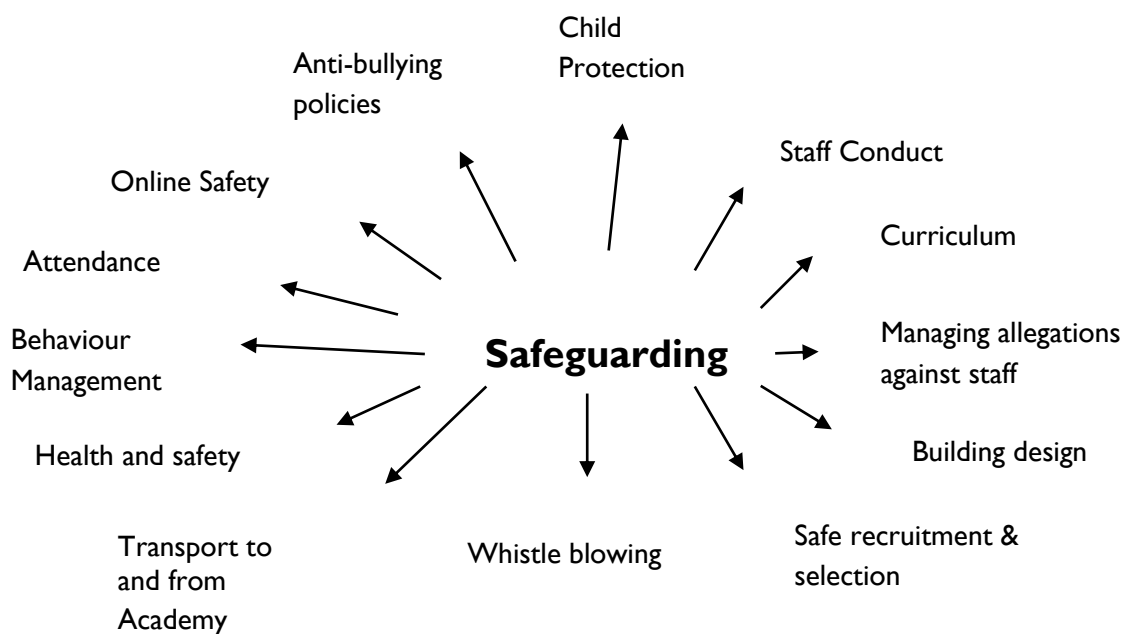 Child
Protection
Anti-bullying
policies
Staff Conduct
Online Safety
Curriculum
Attendance
Behaviour
Management
Safeguarding
Managing allegations
against staff
Health and safety
Building design
Transport to
and from
Academy
Whistle blowing
Safe recruitment &
selection